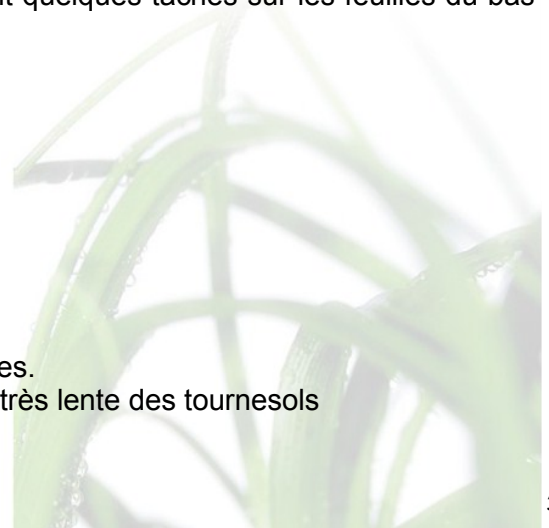 quelques taches sur les feuilles du bas
es.
très lente des tournesols